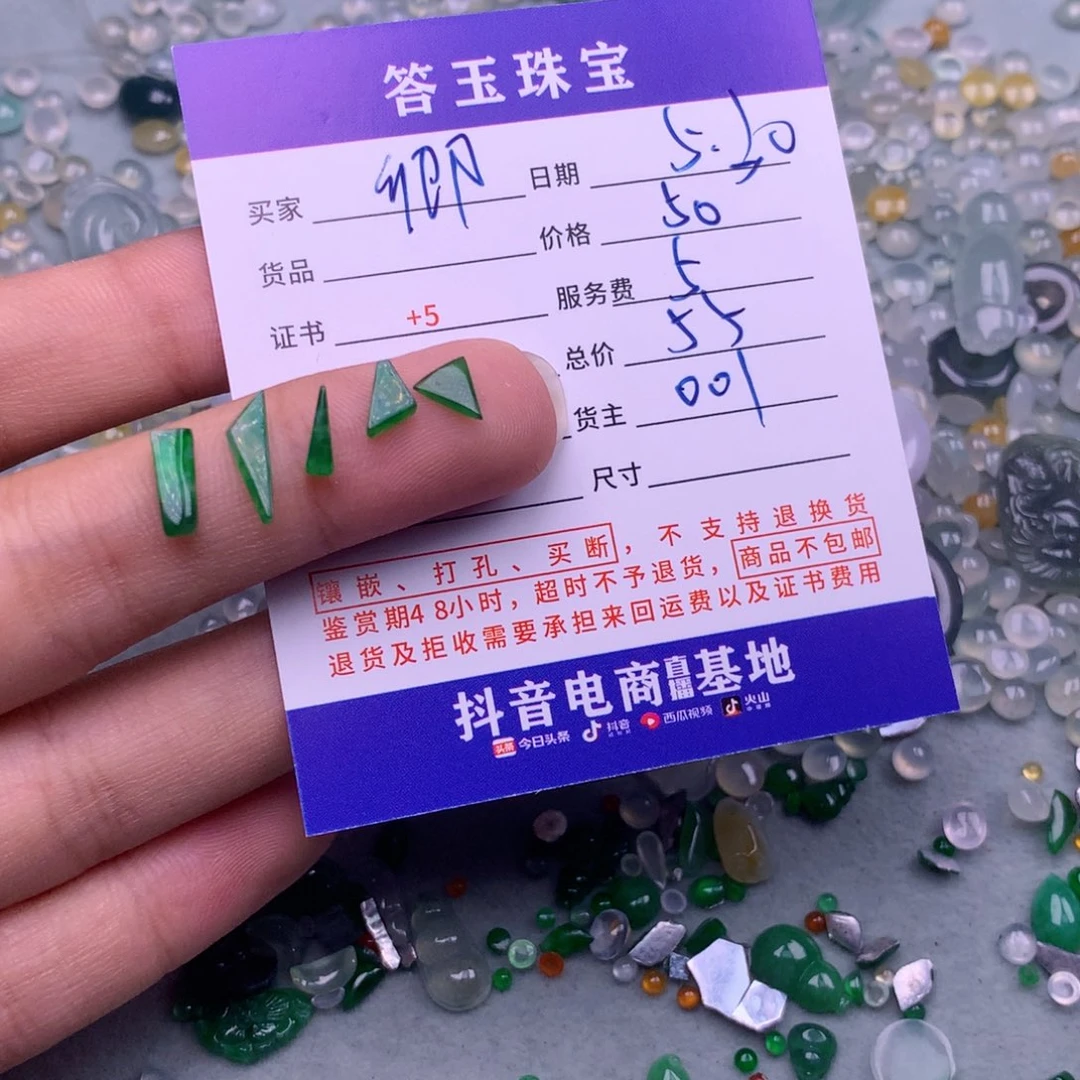 答玉珠宝
买家 日期 5.20
货品 价格 50
证书 +5 服务费 5
总价 55
货主 001
尺寸
镶嵌、打孔、买断，不支持退换货
鉴赏期48小时，超时不予退货，商品不包邮
退货及拒收需要承担来回运费以及证书费用
抖音电商直播基地
头条 今日头条 抖音 西瓜视频 火山